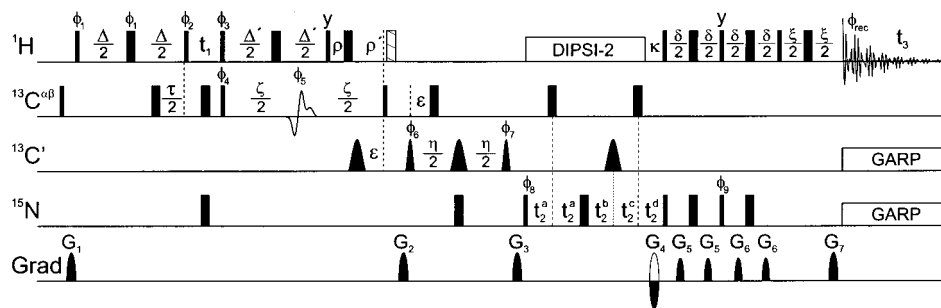 ϕ₁ ϕ₁ ϕ₂ ϕ₃ y y ϕrec
¹H Δ/2 Δ/2 t₁ Δ´/2 Δ´/2 ρ ρ´ DIPSI-2 κ δ/2 δ/2 δ/2 δ/2 ξ/2 ξ/2 t₃
ϕ₄ ϕ₅
¹³Cᵅᵝ τ/2 ζ/2 ζ/2 ε
ϕ₆ ϕ₇
¹³C’ ε η/2 η/2 GARP
ϕ₈ ϕ₉
¹⁵N t₂ᵃ t₂ᵃ t₂ᵇ t₂ᶜ t₂ᵈ GARP
G₁ G₂ G₃ G₄ G₅ G₅ G₆ G₆ G₇
Grad